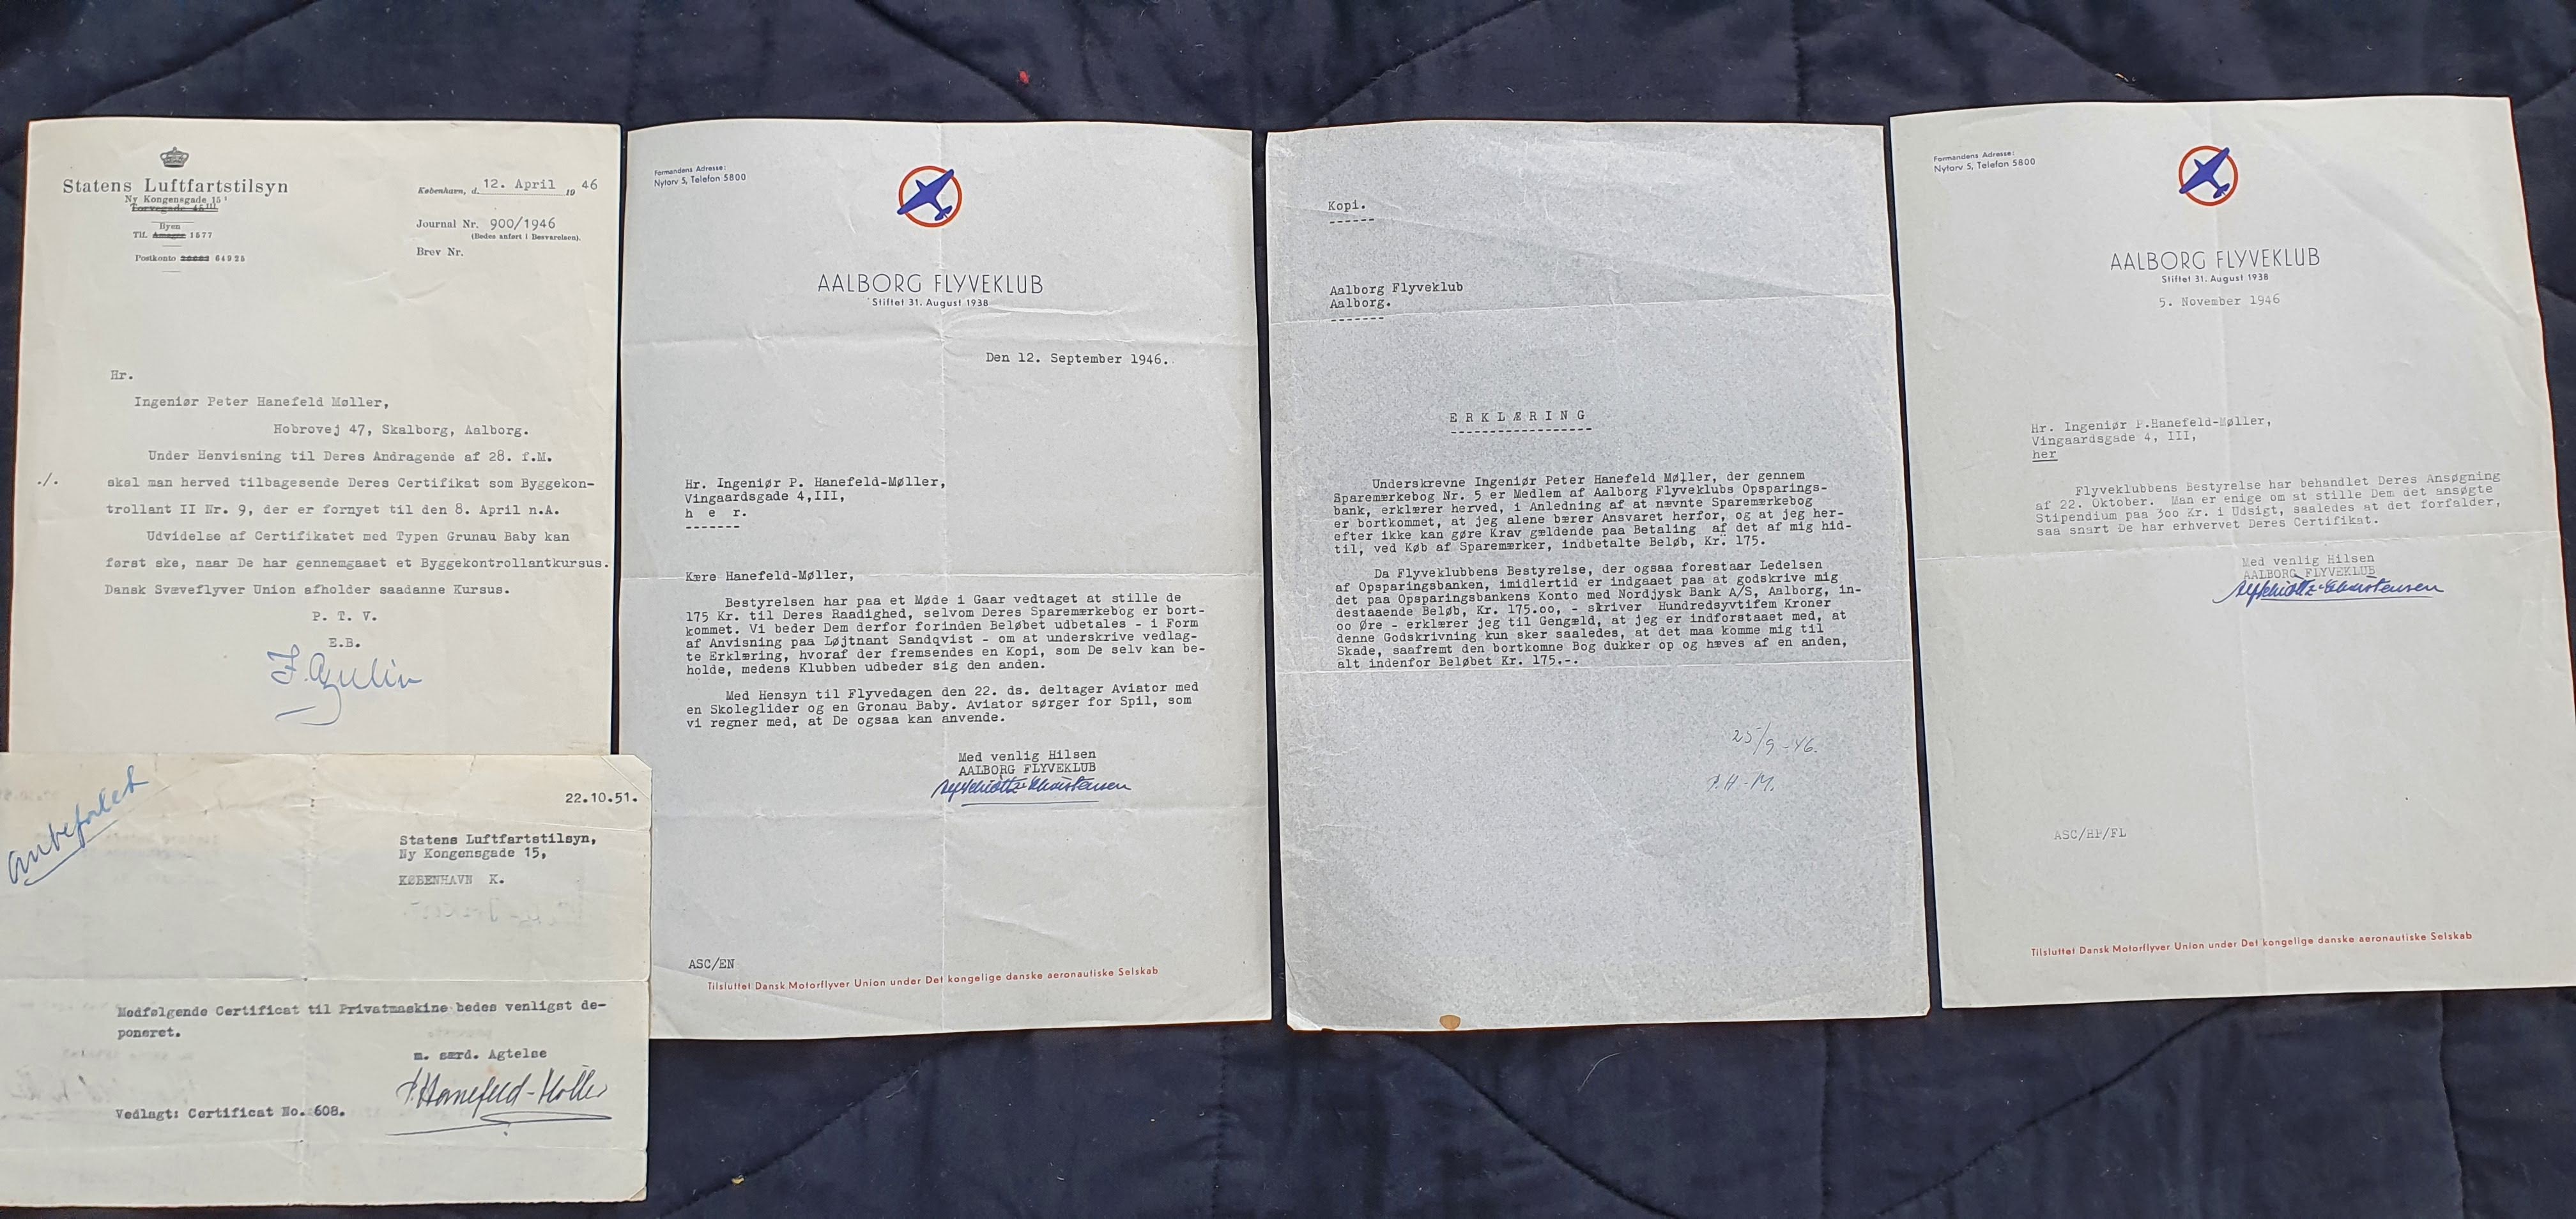 Statens Luftfartstilsyn
Ny Kongensgade 15¹
Torvegade 45 III
Byen
Tlf. Amager 1577
Postkonto 64925
København, d. 12. April 1946
Journal Nr. 900/1946
(Bedes anført i Besvarelsen).
Brev Nr.
Hr.
Ingeniør Peter Hanefeld Møller,
Hobrovej 47, Skalborg, Aalborg.
Under Henvisning til Deres Andragende af 28. f.M.
./. skal man herved tilbagesende Deres Certifikat som Byggekon-
trollant II Nr. 9, der er fornyet til den 8. April n.A.
Udvidelse af Certifikatet med Typen Grunau Baby kan
først ske, naar De har gennemgaaet et Byggekontrollantkursus.
Dansk Svæveflyver Union afholder saadanne Kursus.
P. T. V.
E.B.
anbefalet
22.10.51.
Statens Luftfartstilsyn,
Ny Kongensgade 15,
KØBENHAVN K.
Medfølgende Certificat til Privatmaskine bedes venligst de-
poneret.
m. særd. Agtelse
P. Hanefeld-Møller
Vedlagt: Certificat No. 608.
Formandens Adresse:
Nytorv 5, Telefon 5800
AALBORG FLYVEKLUB
Stiftet 31. August 1938
Den 12. September 1946.
Hr. Ingeniør P. Hanefeld-Møller,
Vingaardsgade 4,III,
h e r.
-------
Kære Hanefeld-Møller,
Bestyrelsen har paa et Møde i Gaar vedtaget at stille de
175 Kr. til Deres Raadighed, selvom Deres Sparemærkebog er bort-
kommet. Vi beder Dem derfor forinden Beløbet udbetales - i Form
af Anvisning paa Løjtnant Sandqvist - om at underskrive vedlag-
te Erklæring, hvoraf der fremsendes en Kopi, som De selv kan be-
holde, medens Klubben udbeder sig den anden.
Med Hensyn til Flyvedagen den 22. ds. deltager Aviator med
en Skoleglider og en Gronau Baby. Aviator sørger for Spil, som
vi regner med, at De ogsaa kan anvende.
Med venlig Hilsen
AALBORG FLYVEKLUB
Alf Schiøttz-Christensen
ASC/EN
Tilsluttet Dansk Motorflyver Union under Det kongelige danske aeronautiske Selskab
Kopi.
------
Aalborg Flyveklub
Aalborg.
-------
E R K L Æ R I N G
------------------
Underskrevne Ingeniør Peter Hanefeld Møller, der gennem
Sparemærkebog Nr. 5 er Medlem af Aalborg Flyveklubs Opsparings-
bank, erklærer herved, i Anledning af at nævnte Sparemærkebog
er bortkommet, at jeg alene bærer Ansvaret herfor, og at jeg her-
efter ikke kan gøre Krav gældende paa Betaling af det af mig hid-
til, ved Køb af Sparemærker, indbetalte Beløb, Kr. 175.
Da Flyveklubbens Bestyrelse, der ogsaa forestaar Ledelsen
af Opsparingsbanken, imidlertid er indgaaet paa at godskrive mig
det paa Opsparingsbankens Konto med Nordjysk Bank A/S, Aalborg, in-
destaaende Beløb, Kr. 175.oo, - skriver Hundredsyvtifem Kroner
oo Øre - erklærer jeg til Gengæld, at jeg er indforstaaet med, at
denne Godskrivning kun sker saaledes, at det maa komme mig til
Skade, saafremt den bortkomne Bog dukker op og hæves af en anden,
alt indenfor Beløbet Kr. 175.-.
25/9-46.
P.H-M.
Formandens Adresse:
Nytorv 5, Telefon 5800
AALBORG FLYVEKLUB
Stiftet 31. August 1938
5. November 1946
Hr. Ingeniør P.Hanefeld-Møller,
Vingaardsgade 4, III,
her
Flyveklubbens Bestyrelse har behandlet Deres Ansøgning
af 22. Oktober. Man er enige om at stille Dem det ansøgte
Stipendium paa 3oo Kr. i Udsigt, saaledes at det forfalder,
saa snart De har erhvervet Deres Certifikat.
Med venlig Hilsen
AALBORG FLYVEKLUB
Alf Schiøttz-Christensen
ASC/HP/FL
Tilsluttet Dansk Motorflyver Union under Det kongelige danske aeronautiske Selskab